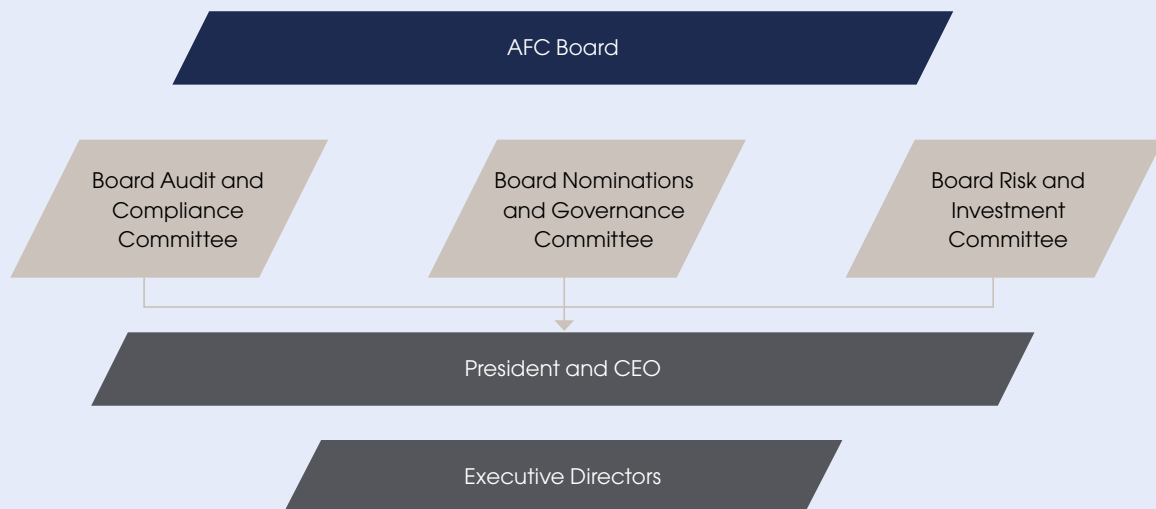 AFC Board
Board Audit and
Compliance
Committee
Board Nominations
and Governance
Committee
Board Risk and
Investment
Committee
President and CEO
Executive Directors